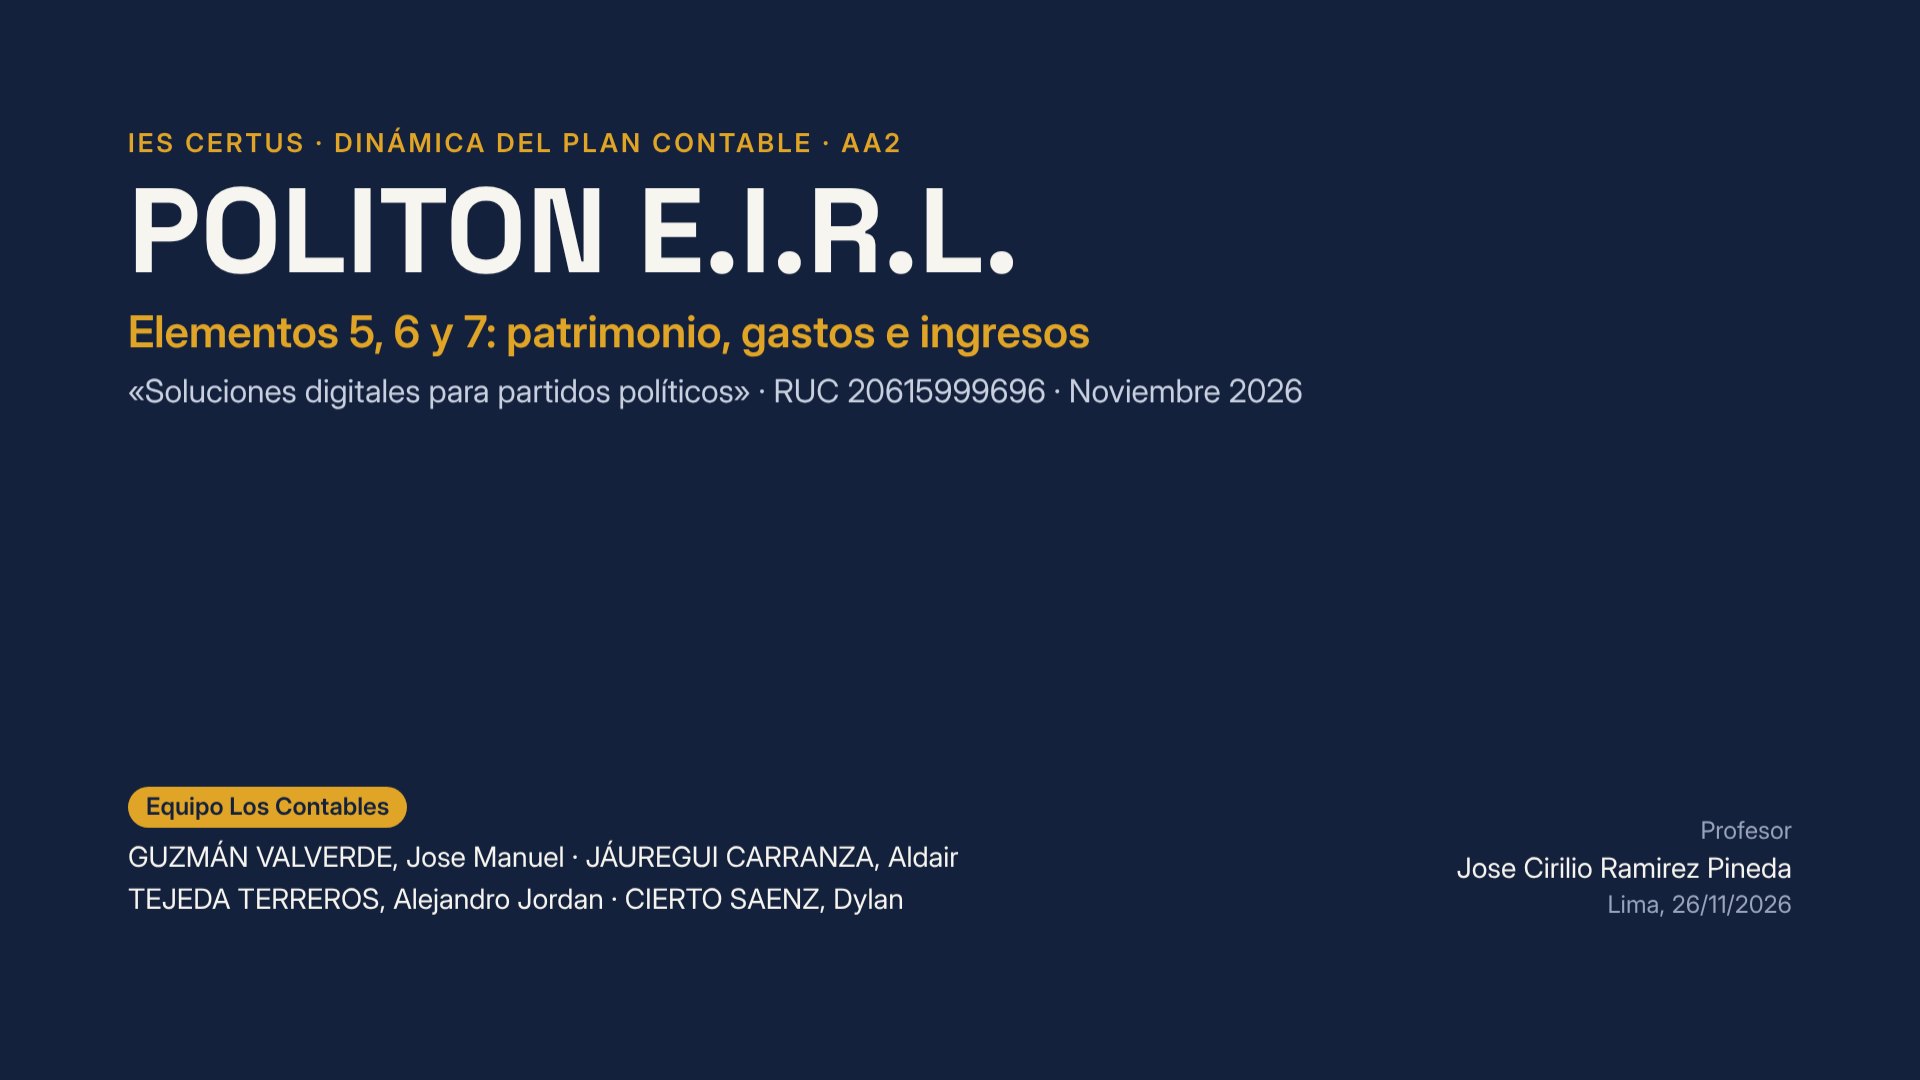 IES CERTUS · DINÁMICA DEL PLAN CONTABLE · AA2
POLITON E.I.R.L.
Elementos 5, 6 y 7: patrimonio, gastos e ingresos
«Soluciones digitales para partidos políticos» · RUC 20615999696 · Noviembre 2026
Equipo Los Contables
GUZMÁN VALVERDE, Jose Manuel · JÁUREGUI CARRANZA, Aldair
TEJEDA TERREROS, Alejandro Jordan · CIERTO SAENZ, Dylan
Profesor
Jose Cirilio Ramirez Pineda
Lima, 26/11/2026